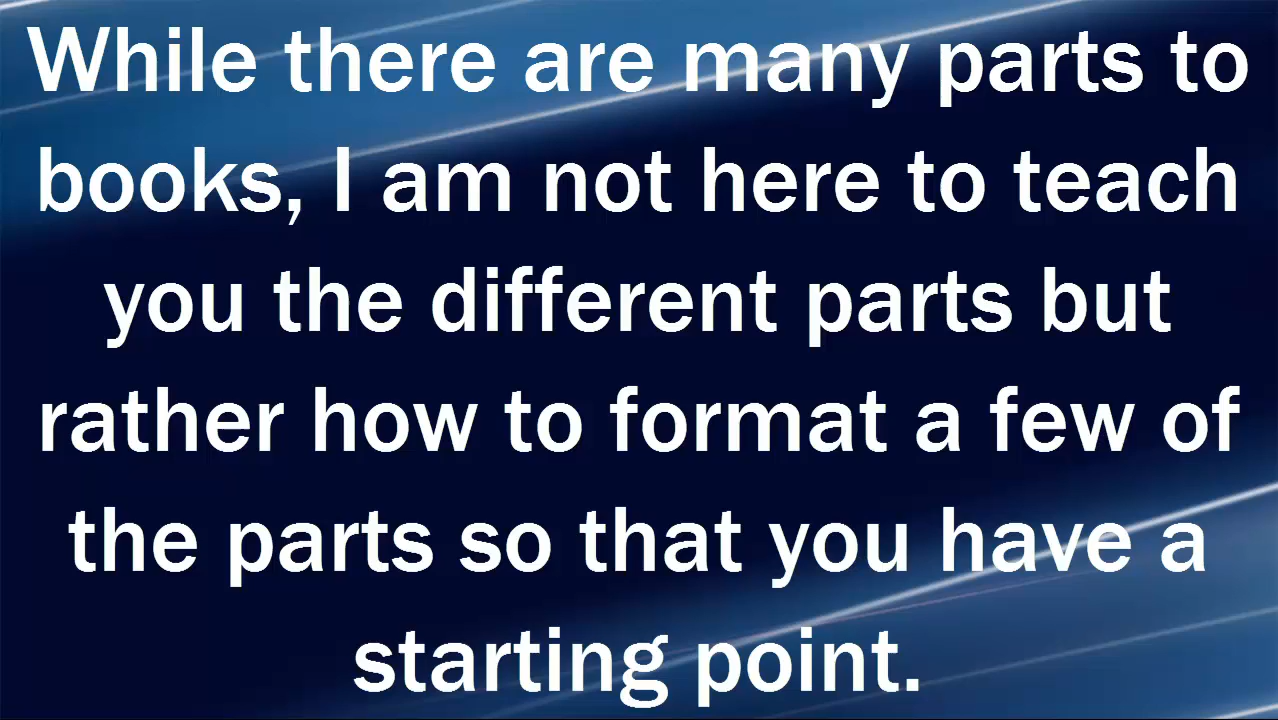 While there are many parts to
books, I am not here to teach
you the different parts but
rather how to format a few of
the parts so that you have a
starting point.